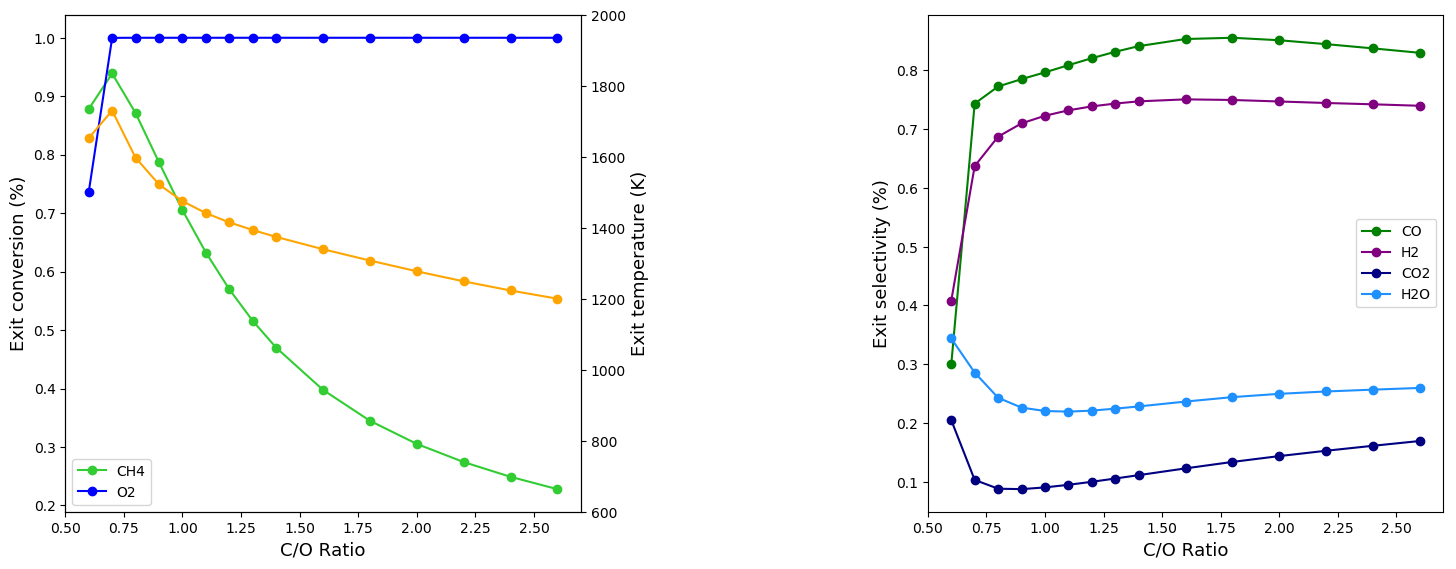 1.0
0.9
0.8
0.7
0.6
0.5
0.4
0.3
0.2
Exit conversion (%)
0.50 0.75 1.00 1.25 1.50 1.75 2.00 2.25 2.50
C/O Ratio
CH4
O2
2000
1800
1600
1400
1200
1000
800
600
Exit temperature (K)
0.8
0.7
0.6
0.5
0.4
0.3
0.2
0.1
Exit selectivity (%)
0.50 0.75 1.00 1.25 1.50 1.75 2.00 2.25 2.50
C/O Ratio
CO
H2
CO2
H2O